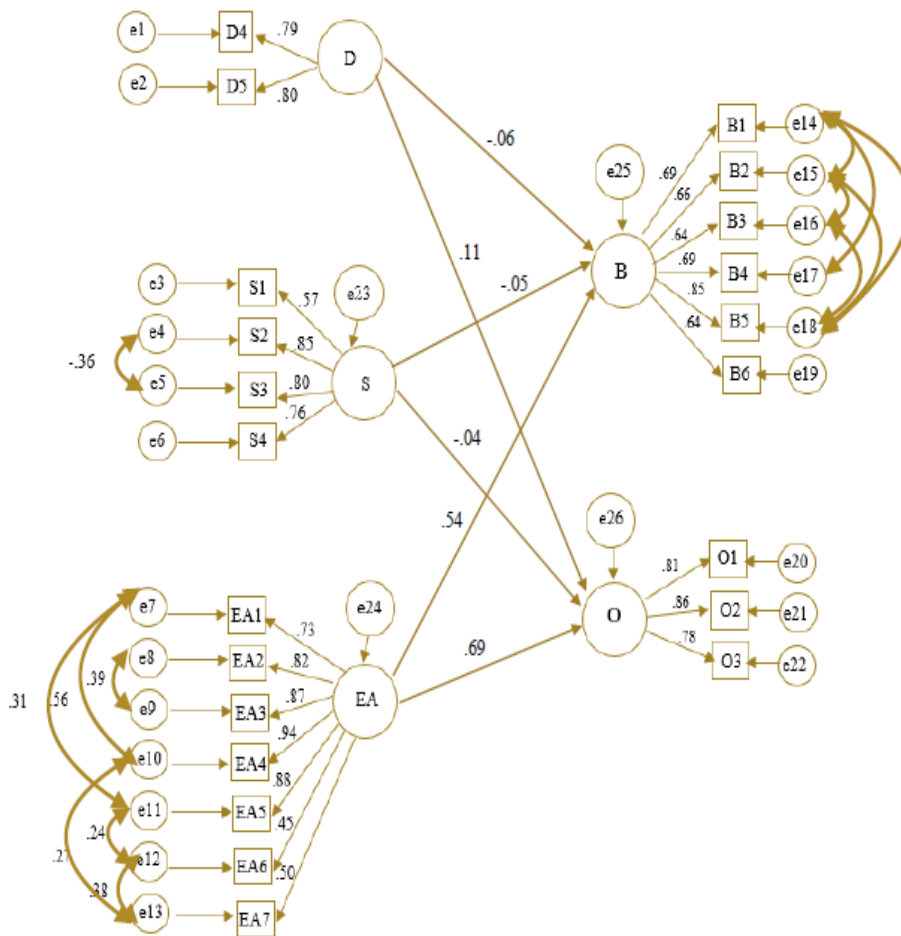 e1 D4 .79 D
e2 D5 .80
-.06
e25
B1 e14
.69
B2 e15
.66
B3 e16
.64
B
B4 e17
.69
.85
B5 e18
.64
B6 e19
.11
-.05
e3 S1 .57 e23
e4 S2 .85
-.36
S
e5 S3 .80
.76
e6 S4
-.04
.54
e26
O1 e20
.81
O
.86 O2 e21
.78
O3 e22
e7 EA1 .73 e24
e8 EA2 .82
.69
.31 .56 .39
EA
e9 EA3 .87
.94
e10 EA4
.88
e11 EA5
.45
.24
.27 e12 EA6
.50
.38
e13 EA7